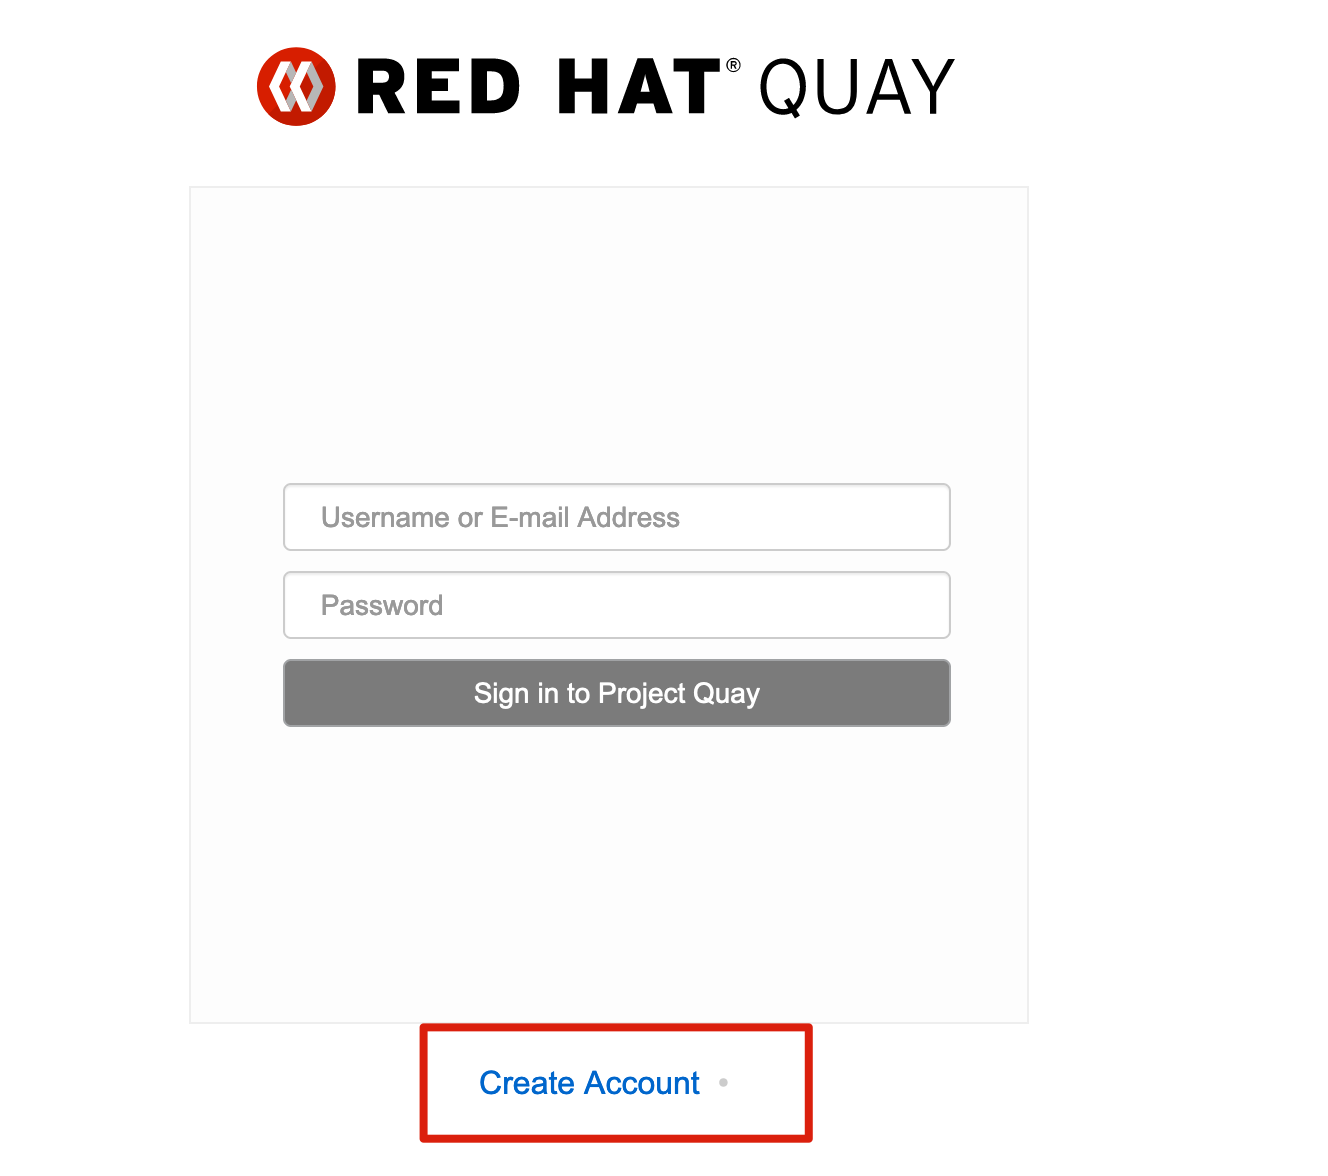 RED HAT® QUAY
Username or E-mail Address
Password
Sign in to Project Quay
Create Account